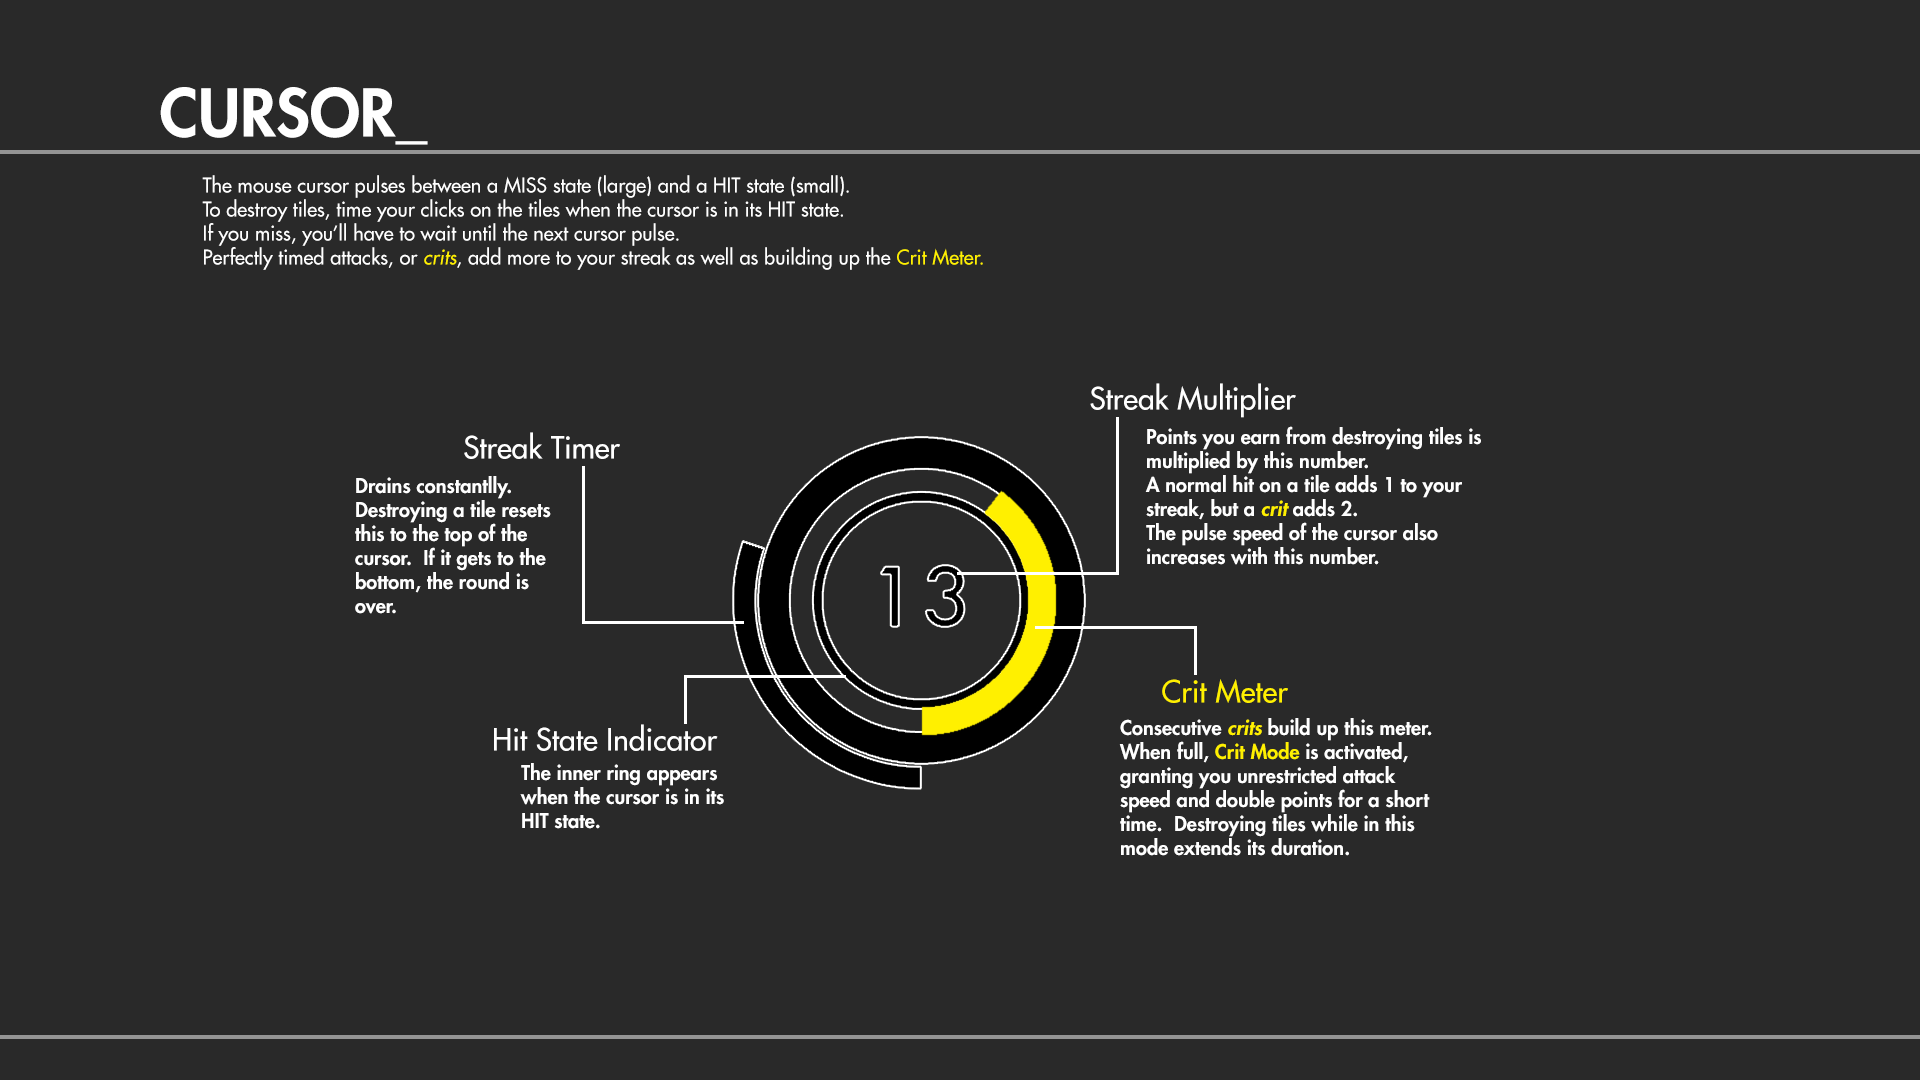 CURSOR_
The mouse cursor pulses between a MISS state (large) and a HIT state (small).
To destroy tiles, time your clicks on the tiles when the cursor is in its HIT state.
If you miss, you'll have to wait until the next cursor pulse.
Perfectly timed attacks, or crits, add more to your streak as well as building up the Crit Meter.
Streak Timer
Drains constantlly.
Destroying a tile resets
this to the top of the
cursor.  If it gets to the
bottom, the round is
over.
Streak Multiplier
Points you earn from destroying tiles is
multiplied by this number.
A normal hit on a tile adds 1 to your
streak, but a crit adds 2.
The pulse speed of the cursor also
increases with this number.
13
Hit State Indicator
The inner ring appears
when the cursor is in its
HIT state.
Crit Meter
Consecutive crits build up this meter.
When full, Crit Mode is activated,
granting you unrestricted attack
speed and double points for a short
time.  Destroying tiles while in this
mode extends its duration.